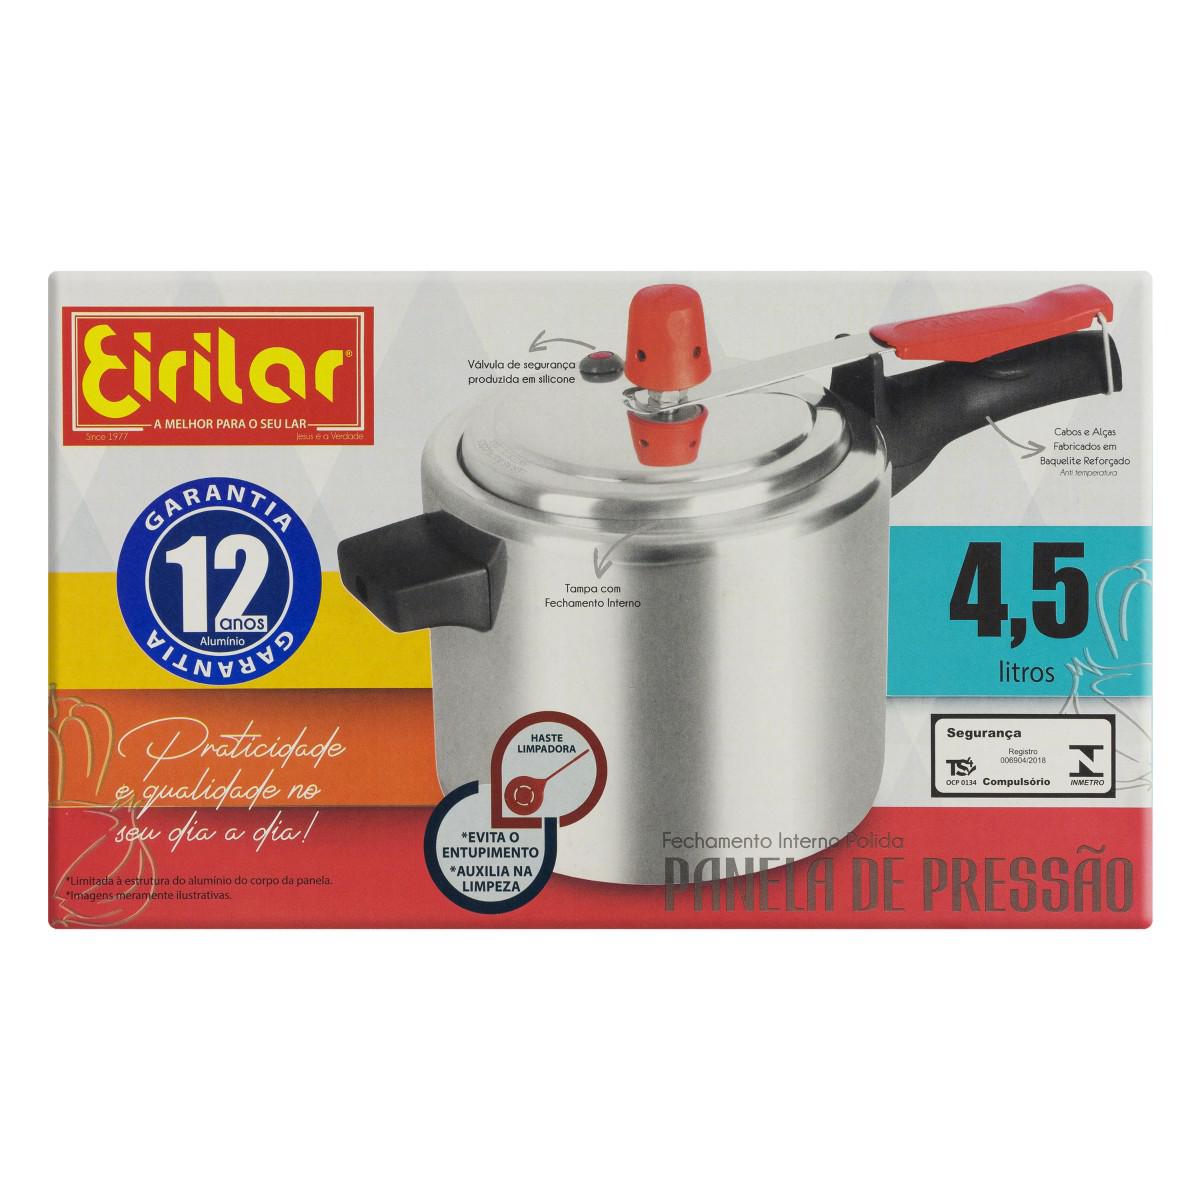 Eirilar®
A MELHOR PARA O SEU LAR
Since 1977 Jesus é a Verdade
GARANTIA
12
anos
Alumínio
GARANTIA
Válvula de segurança
produzida em silicone
Cabos e Alças
Fabricados em
Baquelite Reforçado
Anti temperatura
Tampa com
Fechamento Interno
4,5
litros
Segurança
Registro
006904/2018
TS
OCP 0134 Compulsório
INMETRO
Praticidade
e qualidade no
seu dia a dia!
HASTE
LIMPADORA
*EVITA O
ENTUPIMENTO
*AUXILIA NA
LIMPEZA
Fechamento Interno Polida
PANELA DE PRESSÃO
*Limitada à estrutura do alumínio do corpo da panela.
*Imagens meramente ilustrativas.